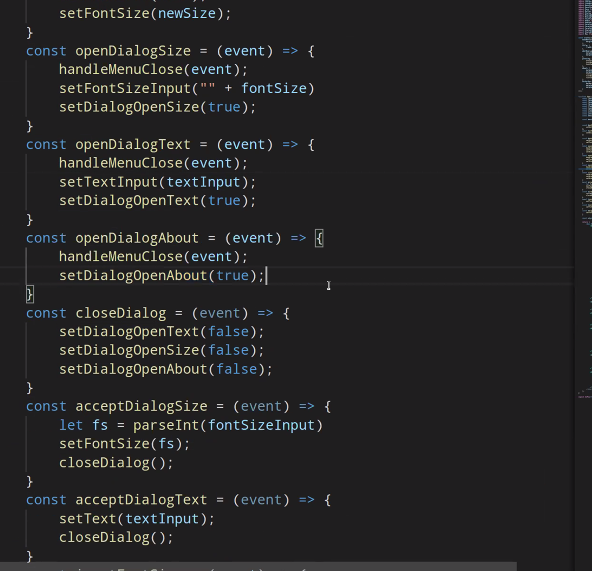 setFontSize(newSize);
}
const openDialogSize = (event) => {
handleMenuClose(event);
setFontSizeInput("" + fontSize)
setDialogOpenSize(true);
}
const openDialogText = (event) => {
handleMenuClose(event);
setTextInput(textInput);
setDialogOpenText(true);
}
const openDialogAbout = (event) => {
handleMenuClose(event);
setDialogOpenAbout(true);
}
const closeDialog = (event) => {
setDialogOpenText(false);
setDialogOpenSize(false);
setDialogOpenAbout(false);
}
const acceptDialogSize = (event) => {
let fs = parseInt(fontSizeInput)
setFontSize(fs);
closeDialog();
}
const acceptDialogText = (event) => {
setText(textInput);
closeDialog();
}